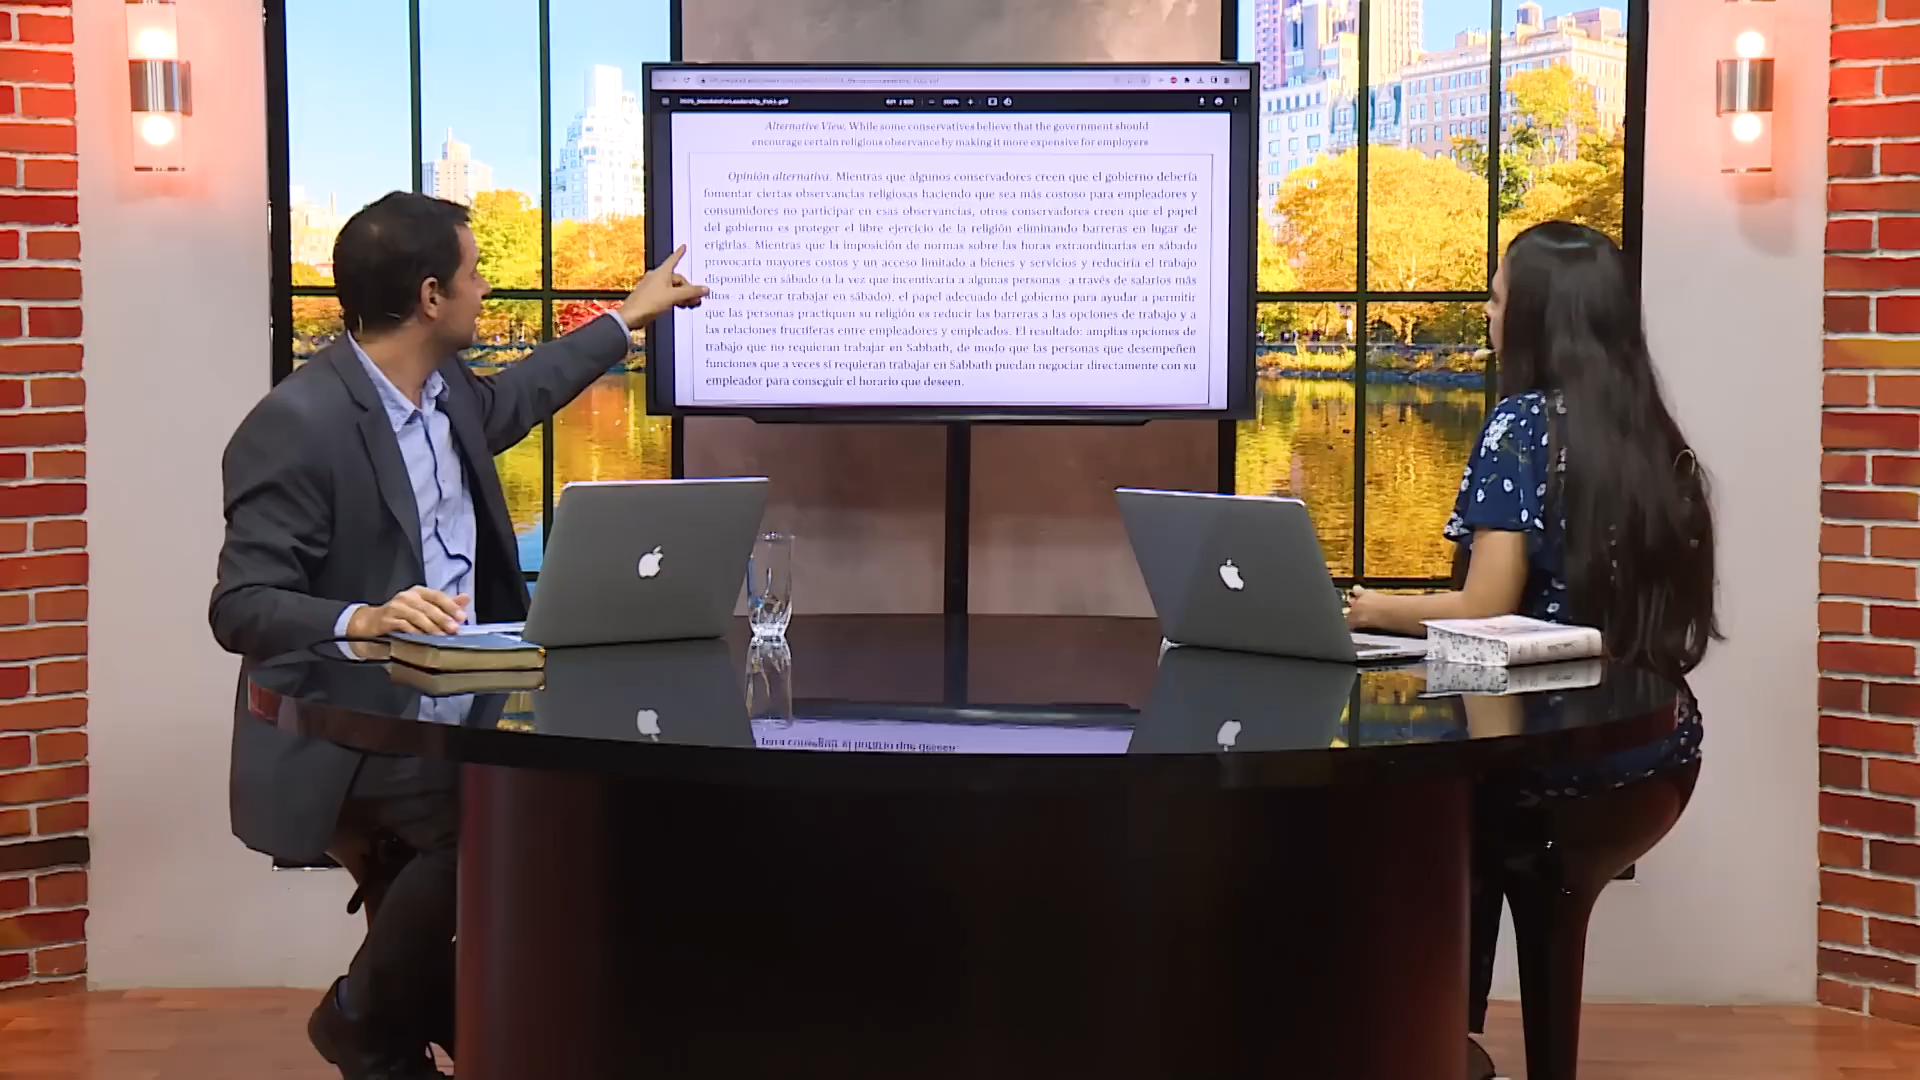 2025_MandateForLeadership_FULL.pdf
Alternative View. While some conservatives believe that the government should
encourage certain religious observance by making it more expensive for employers
Opinión alternativa. Mientras que algunos conservadores creen que el gobierno debería
fomentar ciertas observancias religiosas haciendo que sea más costoso para empleadores y
consumidores no participar en esas observancias, otros conservadores creen que el papel
del gobierno es proteger el libre ejercicio de la religión eliminando barreras en lugar de
erigirlas. Mientras que la imposición de normas sobre las horas extraordinarias en sábado
provocaría mayores costos y un acceso limitado a bienes y servicios y reduciría el trabajo
disponible en sábado (a la vez que incentivaría a algunas personas -a través de salarios más
altos- a desear trabajar en sábado), el papel adecuado del gobierno para ayudar a permitir
que las personas practiquen su religión es reducir las barreras a las opciones de trabajo y a
las relaciones fructíferas entre empleadores y empleados. El resultado: amplias opciones de
trabajo que no requieran trabajar en Sabbath, de modo que las personas que desempeñen
funciones que a veces sí requieran trabajar en Sabbath puedan negociar directamente con su
empleador para conseguir el horario que deseen.